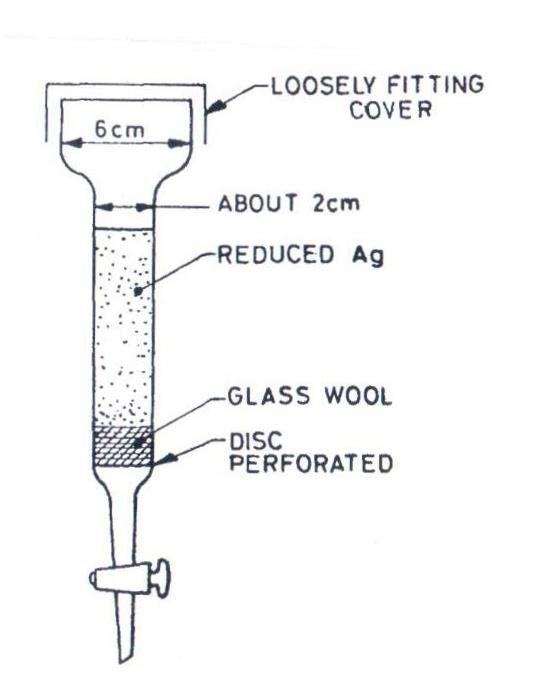 LOOSELY FITTING
COVER
6cm
ABOUT 2cm
REDUCED Ag
GLASS WOOL
DISC
PERFORATED